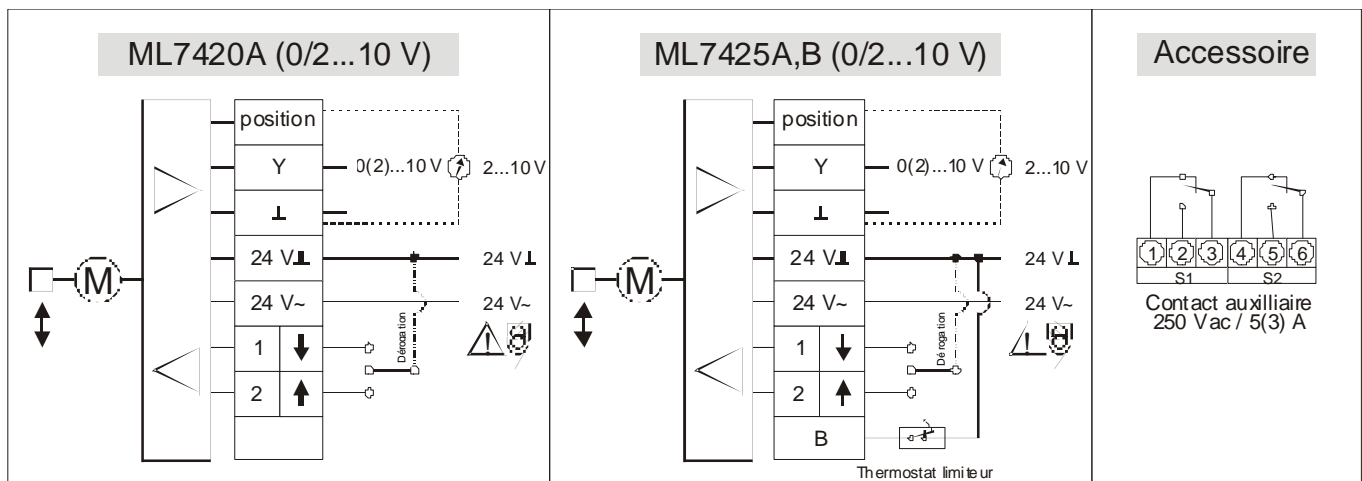 ML7420A (0/2...10 V)
position
Y
0(2)...10 V
2...10 V
⊥
24 V⊥
24 V⊥
24 V~
24 V~
1
2
Dérogation
M
ML7425A,B (0/2...10 V)
position
Y
0(2)...10 V
2...10 V
⊥
24 V⊥
24 V⊥
24 V~
24 V~
1
2
B
Dérogation
M
Thermostat limiteur
Accessoire
1 2 3 4 5 6
S1 S2
Contact auxilliaire
250 Vac / 5(3) A